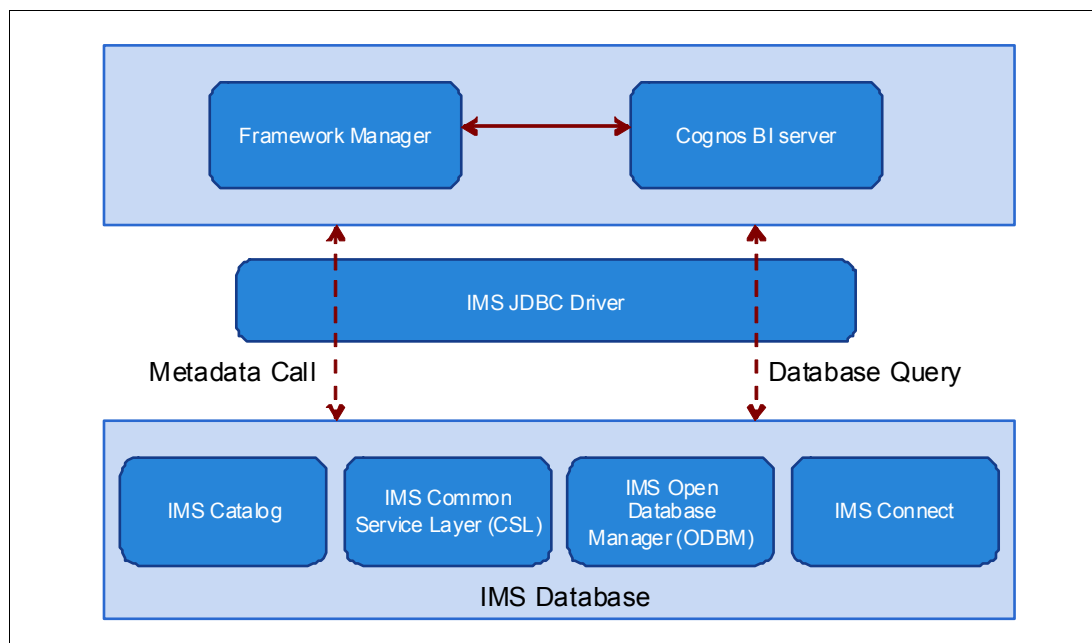 Framework Manager
Cognos BI server
IMS JDBC Driver
Metadata Call
Database Query
IMS Catalog
IMS Common
Service Layer (CSL)
IMS Open
Database
Manager (ODBM)
IMS Connect
IMS Database